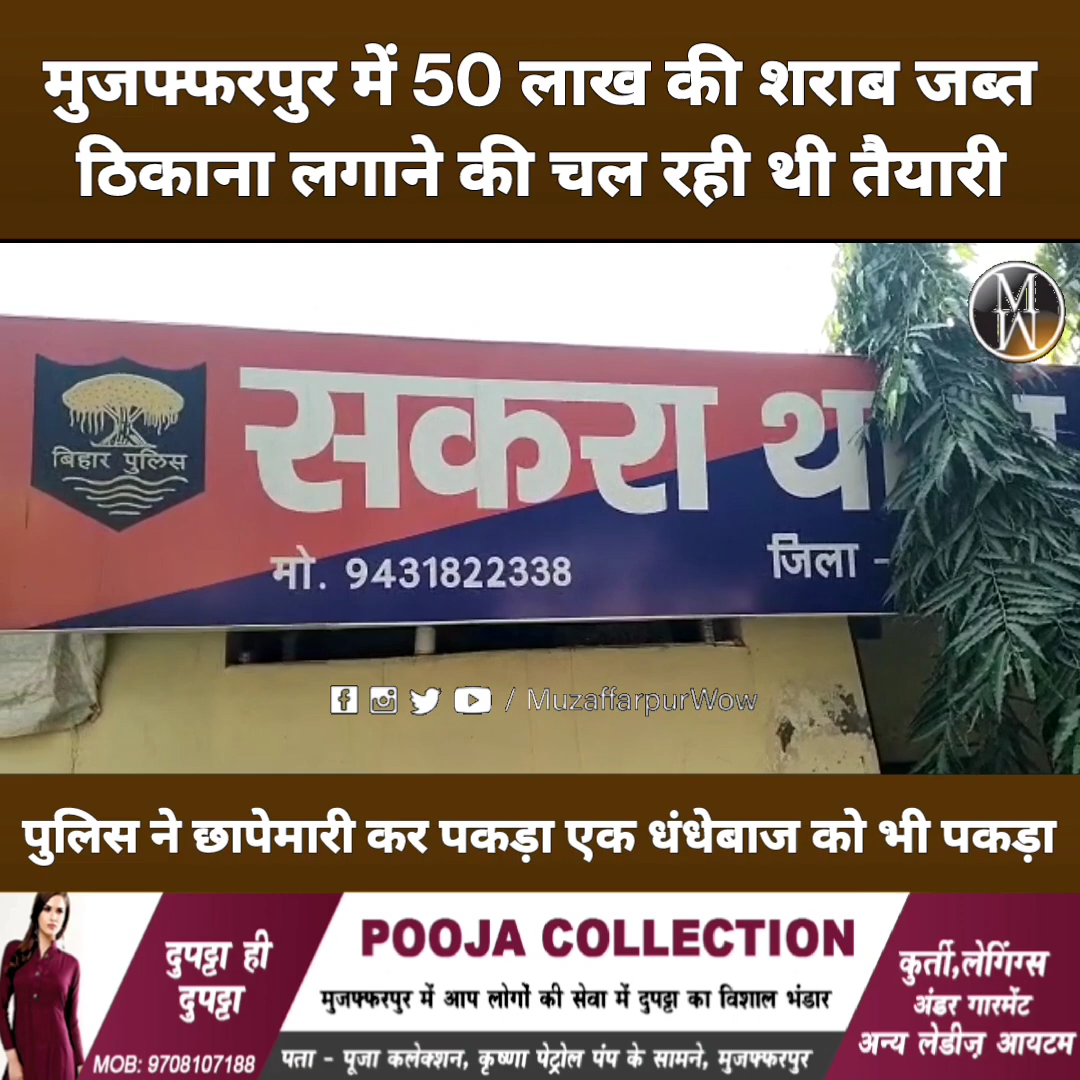 मुजफ्फरपुर में 50 लाख की शराब जब्त
ठिकाना लगाने की चल रही थी तैयारी
MW
बिहार पुलिस
सकरा
मो. 9431822338
जिला -
/ MuzaffarpurWow
पुलिस ने छापेमारी कर पकड़ा एक धंधेबाज को भी पकड़ा
दुपट्टा ही
दुपट्टा
MOB: 9708107188
POOJA COLLECTION
मुजफ्फरपुर में आप लोगों की सेवा में दुपट्टा का विशाल भंडार
पता - पूजा कलेक्शन, कृष्णा पेट्रोल पंप के सामने, मुजफ्फरपुर
कुर्ती,लेगिंग्स
अंडर गारमेंट
अन्य लेडीज़ आयटम